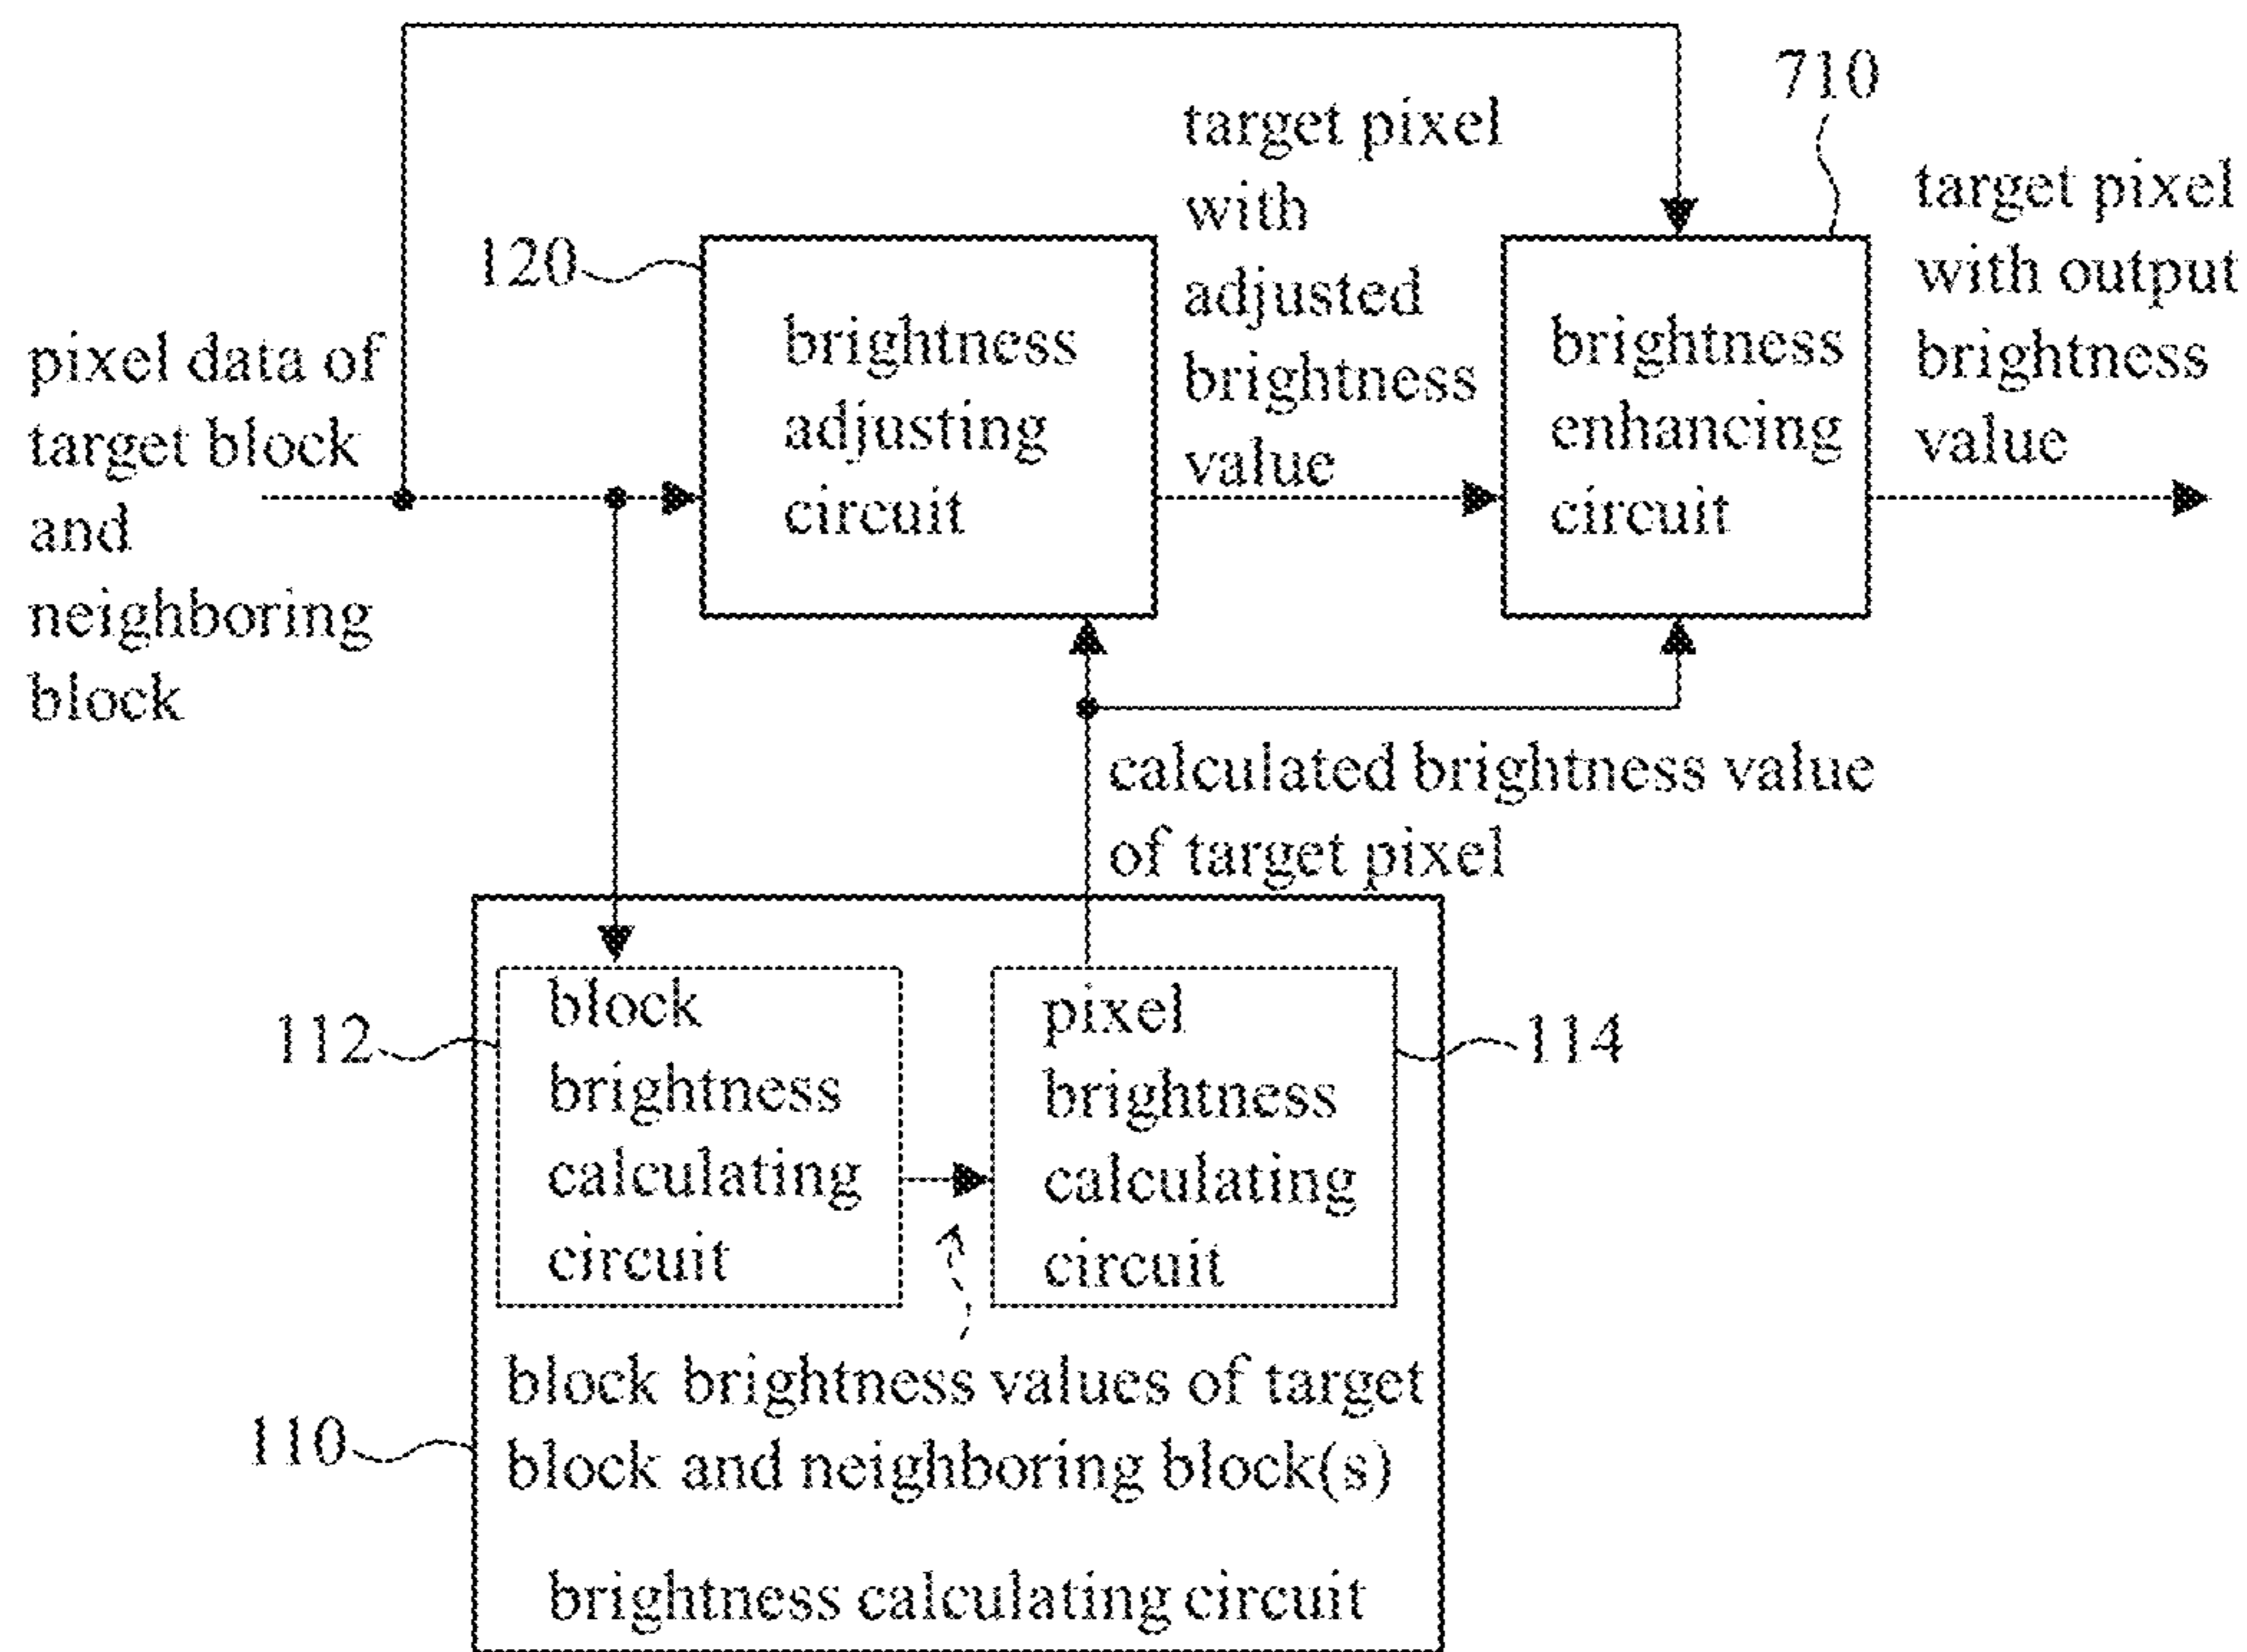 710
target pixel
with
adjusted
brightness
value
target pixel
with output
brightness
value
120
brightness
adjusting
circuit
brightness
enhancing
circuit
pixel data of
target block
and
neighboring
block
calculated brightness value
of target pixel
112
block
brightness
calculating
circuit
pixel
brightness
calculating
circuit
114
110
block brightness values of target
block and neighboring block(s)
brightness calculating circuit